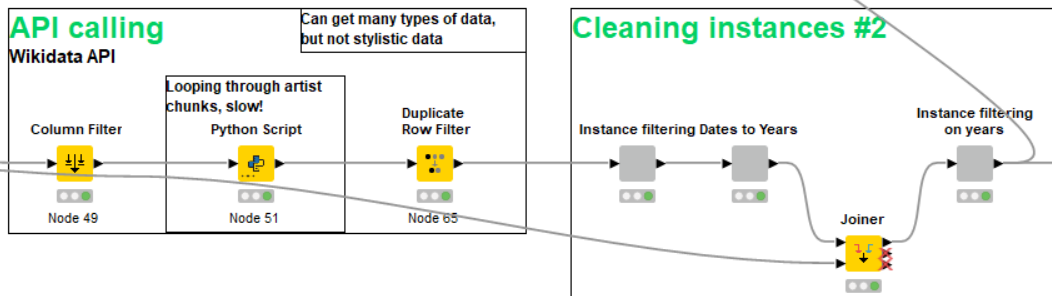 API calling
Wikidata API
Can get many types of data,
but not stylistic data
Looping through artist
chunks, slow!
Column Filter
Python Script
Duplicate
Row Filter
Node 49
Node 51
Node 65
Cleaning instances #2
Instance filtering
Dates to Years
Instance filtering
on years
Joiner